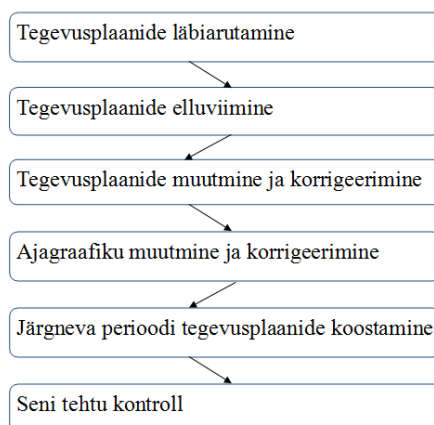 Tegevusplaanide läbiarutamine
Tegevusplaanide elluviimine
Tegevusplaanide muutmine ja korrigeerimine
Ajagraafiku muutmine ja korrigeerimine
Järgneva perioodi tegevusplaanide koostamine
Seni tehtu kontroll